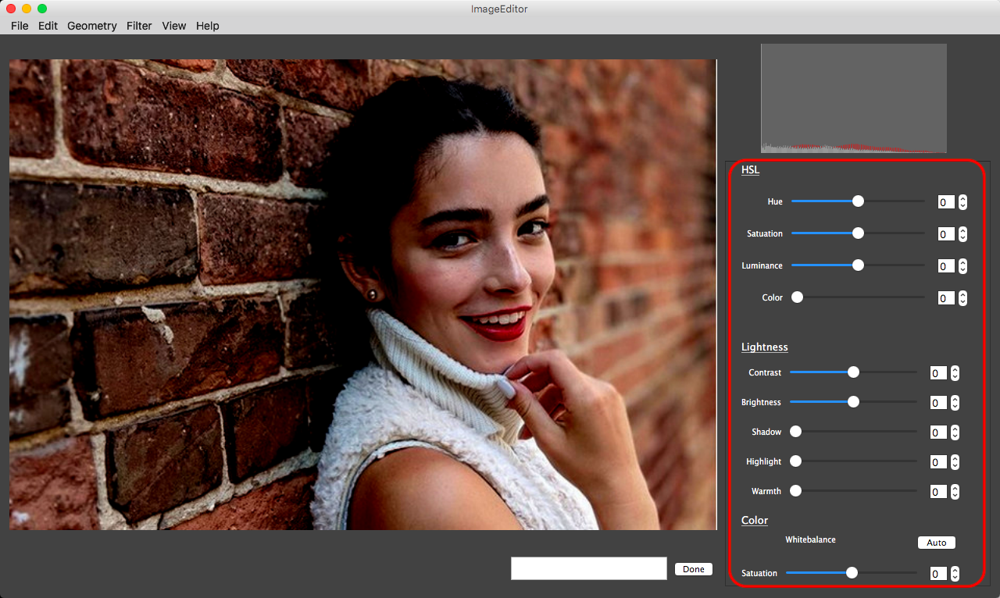 ImageEditor
File Edit Geometry Filter View Help
HSL
Hue 0
Satuation 0
Luminance 0
Color 0
Lightness
Contrast 0
Brightness 0
Shadow 0
Highlight 0
Warmth 0
Color
Whitebalance Auto
Satuation 0
Done